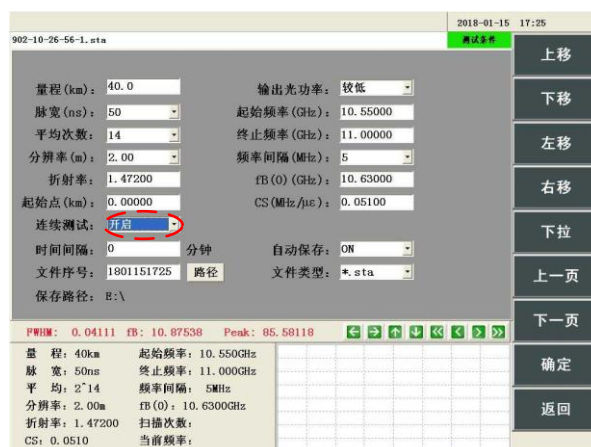 2018-01-15 17:25
902-10-26-56-1.sta
测试条件
量程(km): 40.0
输出光功率: 较低
脉宽(ns): 50
起始频率(GHz): 10.55000
平均次数: 14
终止频率(GHz): 11.00000
分辨率(m): 2.00
频率间隔(MHz): 5
折射率: 1.47200
fB(0)(GHz): 10.63000
起始点(km): 0.00000
CS(MHz/με): 0.05100
连续测试: 开启
时间间隔: 0 分钟
自动保存: ON
文件序号: 1801151725 路径
文件类型: *.sta
保存路径: E:\
FWHM: 0.04111 fB: 10.87538 Peak: 85.58118
量 程: 40km
起始频率: 10.550GHz
脉 宽: 50ns
终止频率: 11.000GHz
平 均: 2^14
频率间隔: 5MHz
分辨率: 2.00m
fB(0): 10.6300GHz
折射率: 1.47200
扫描次数:
CS: 0.0510
当前频率:
上移
下移
左移
右移
下拉
上一页
下一页
确定
返回